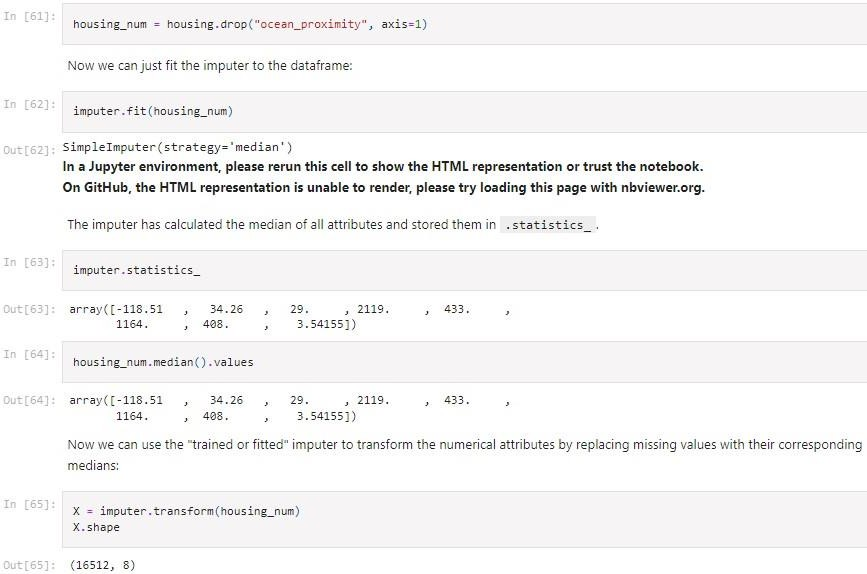 In [61]: housing_num = housing.drop("ocean_proximity", axis=1)
Now we can just fit the imputer to the dataframe:
In [62]: imputer.fit(housing_num)
Out[62]: SimpleImputer(strategy='median')
In a Jupyter environment, please rerun this cell to show the HTML representation or trust the notebook.
On GitHub, the HTML representation is unable to render, please try loading this page with nbviewer.org.
The imputer has calculated the median of all attributes and stored them in .statistics_ .
In [63]: imputer.statistics_
Out[63]: array([-118.51   ,   34.26   ,   29.     , 2119.     ,  433.     ,
1164.     ,  408.     ,    3.54155])
In [64]: housing_num.median().values
Out[64]: array([-118.51   ,   34.26   ,   29.     , 2119.     ,  433.     ,
1164.     ,  408.     ,    3.54155])
Now we can use the "trained or fitted" imputer to transform the numerical attributes by replacing missing values with their corresponding
medians:
In [65]: X = imputer.transform(housing_num)
X.shape
Out[65]: (16512, 8)